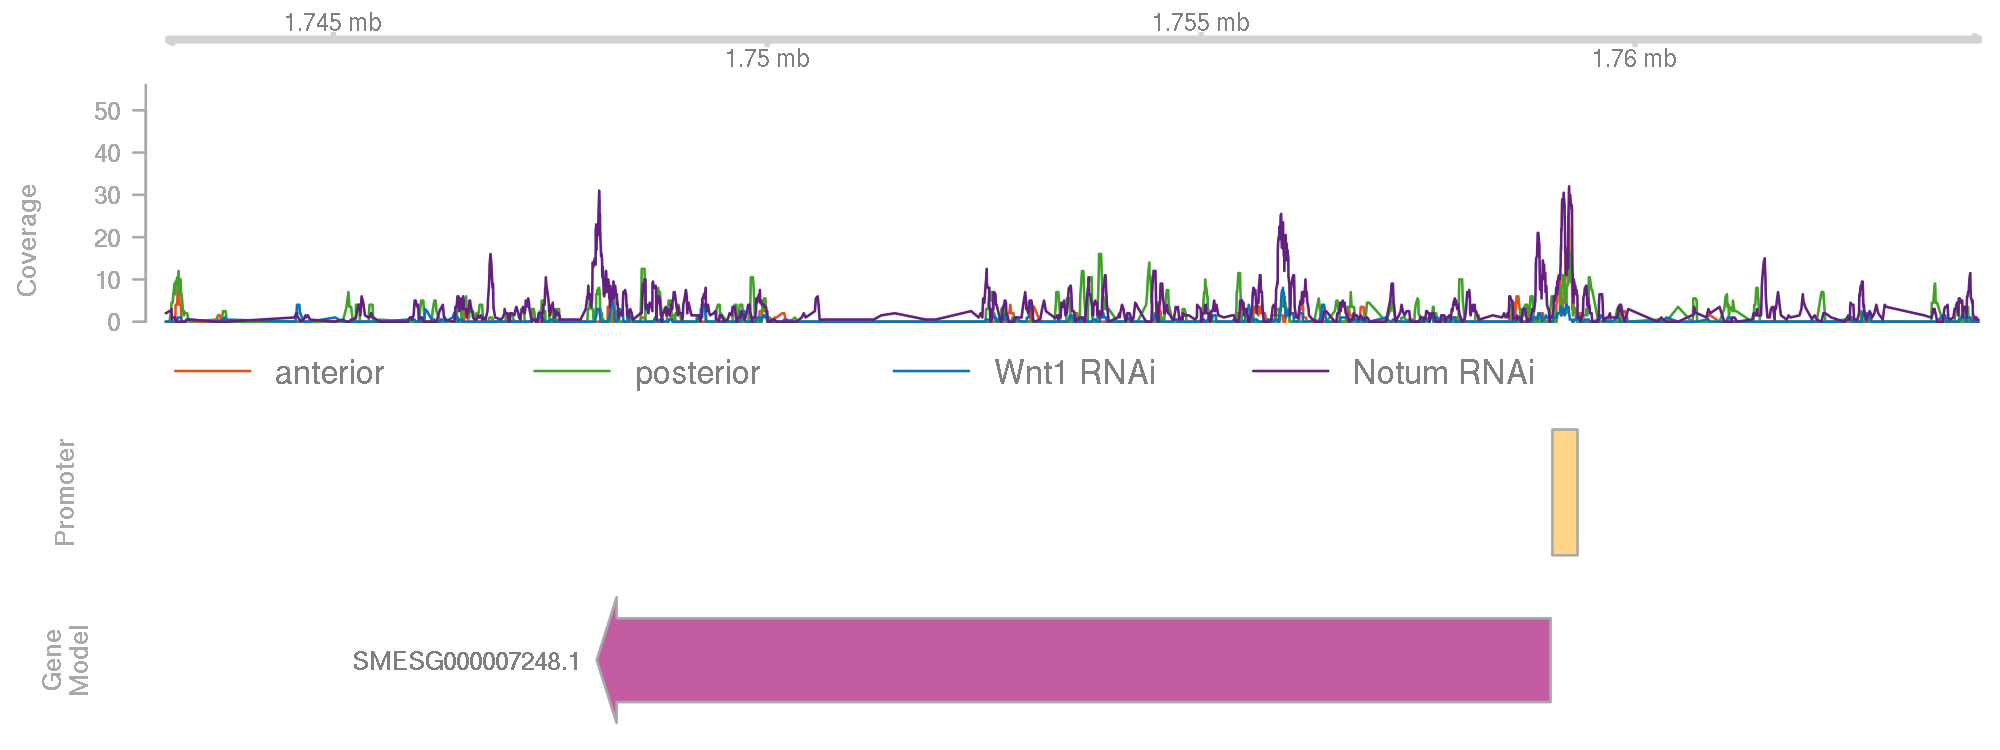 1.745 mb
1.755 mb
1.75 mb
1.76 mb
Coverage
50
40
30
20
10
0
anterior
posterior
Wnt1 RNAi
Notum RNAi
Promoter
Gene
Model
SMESG000007248.1